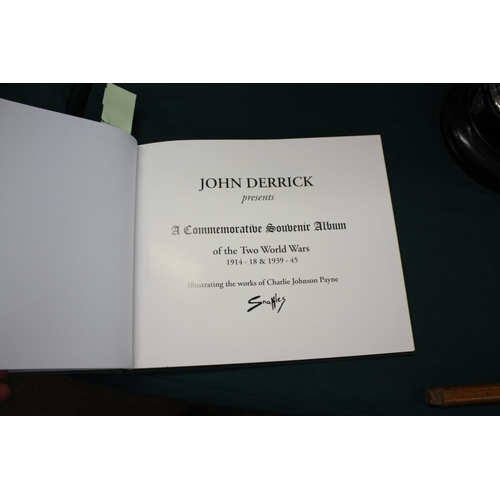 JOHN DERRICK
presents
A Commemorative Souvenir Album
of the Two World Wars
1914 - 18 & 1939 - 45
Illustrating the works of Charlie Johnson Payne
Snaffles